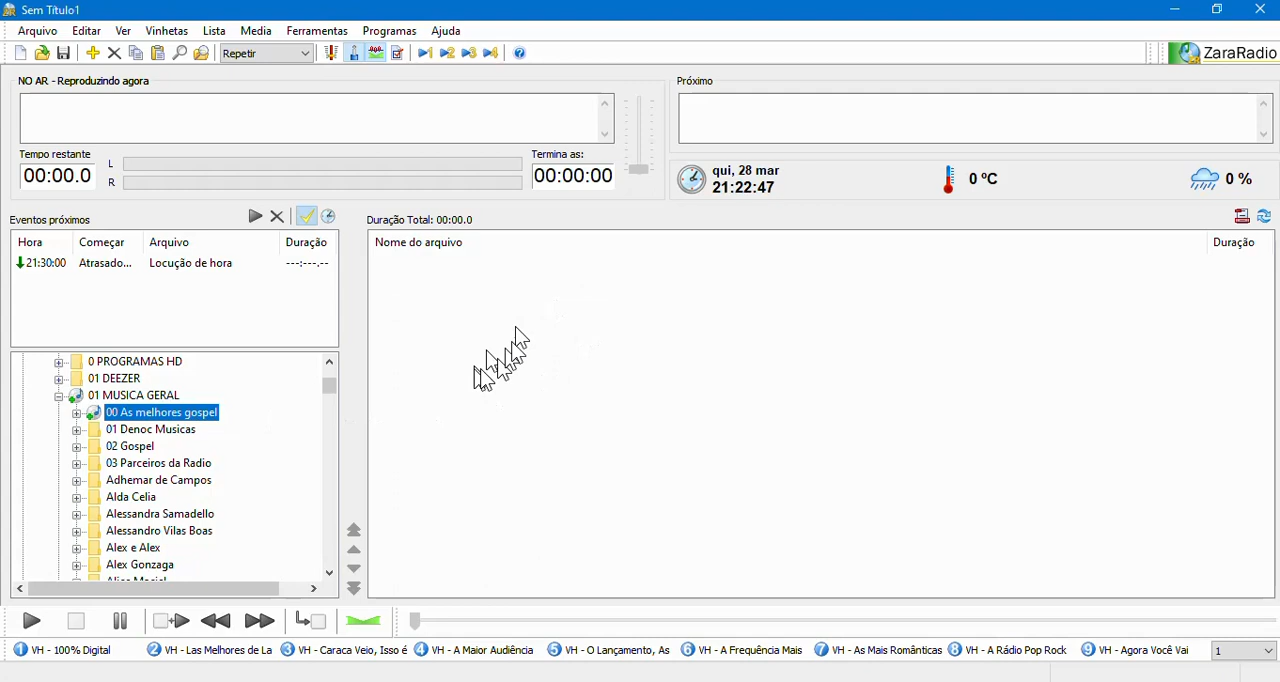 Sem Título1
Arquivo Editar Ver Vinhetas Lista Media Ferramentas Programas Ajuda
Repetir 1 2 3 4 ? ZaraRadio
NO AR - Reproduzindo agora
Próximo
Tempo restante
00:00.0
L
R
Termina as:
00:00:00
qui, 28 mar
21:22:47
0 ºC
0 %
Eventos próximos
Duração Total: 00:00.0
Hora Começar Arquivo Duração
21:30:00 Atrasado... Locução de hora ---:---.--
Nome do arquivo Duração
0 PROGRAMAS HD
01 DEEZER
01 MUSICA GERAL
00 As melhores gospel
01 Denoc Musicas
02 Gospel
03 Parceiros da Radio
Adhemar de Campos
Alda Celia
Alessandra Samadello
Alessandro Vilas Boas
Alex e Alex
Alex Gonzaga
1 VH - 100% Digital
2 VH - Las Melhores de La
3 VH - Caraca Veio, Isso é
4 VH - A Maior Audiência
5 VH - O Lançamento, As
6 VH - A Frequência Mais
7 VH - As Mais Românticas
8 VH - A Rádio Pop Rock
9 VH - Agora Você Vai
1